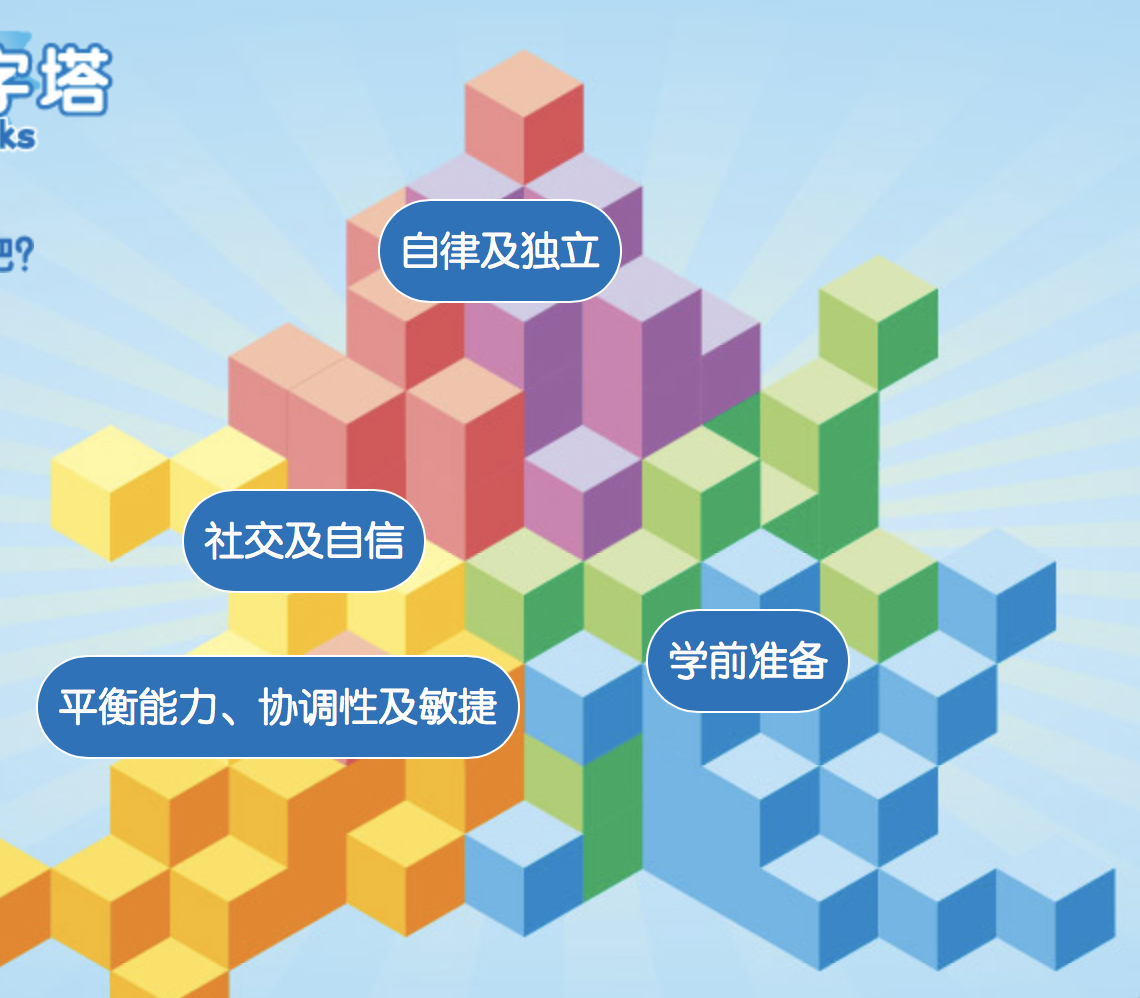 字塔
ks
吧?
自律及独立
社交及自信
学前准备
平衡能力、协调性及敏捷